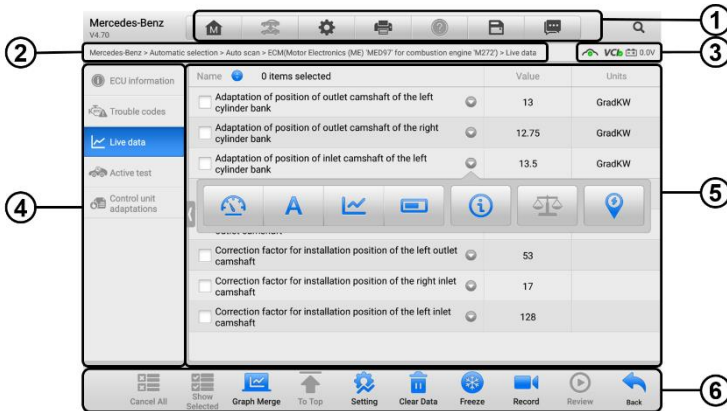 Mercedes-Benz
V4.70
M
?
1
2
Mercedes-Benz > Automatic selection > Auto scan > ECM(Motor Electronics (ME) 'MED97' for combustion engine 'M272') > Live data
VCI
0.0V
3
ECU information
Trouble codes
Live data
Active test
Control unit
adaptations
4
Name
0 items selected
Value
Units
Adaptation of position of outlet camshaft of the left
cylinder bank
13
GradKW
Adaptation of position of outlet camshaft of the right
cylinder bank
12.75
GradKW
Adaptation of position of inlet camshaft of the left
cylinder bank
13.5
GradKW
A
i
5
outlet camshaft
Correction factor for installation position of the left outlet
camshaft
53
Correction factor for installation position of the right inlet
camshaft
17
Correction factor for installation position of the left inlet
camshaft
128
Cancel All
Show
Selected
Graph Merge
To Top
Setting
Clear Data
Freeze
Record
Review
Back
6